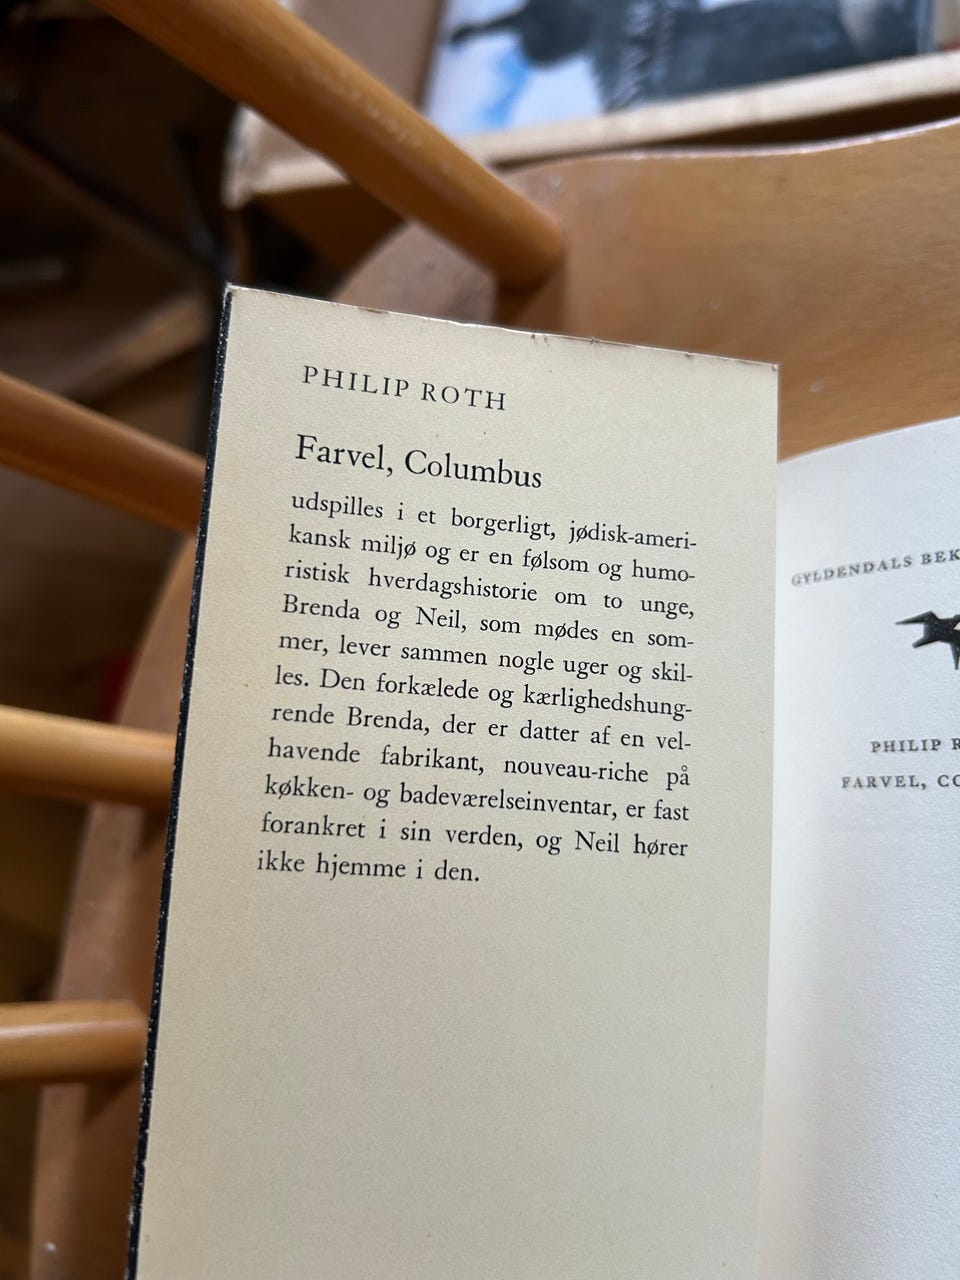 PHILIP ROTH
Farvel, Columbus
udspilles i et borgerligt, jødisk-ameri-
kansk miljø og er en følsom og humo-
ristisk hverdagshistorie om to unge,
Brenda og Neil, som mødes en som-
mer, lever sammen nogle uger og skil-
les. Den forkælede og kærlighedshung-
rende Brenda, der er datter af en vel-
havende fabrikant, nouveau-riche på
køkken- og badeværelseinventar, er fast
forankret i sin verden, og Neil hører
ikke hjemme i den.
GYLDENDALS BEK
PHILIP R
FARVEL, CO